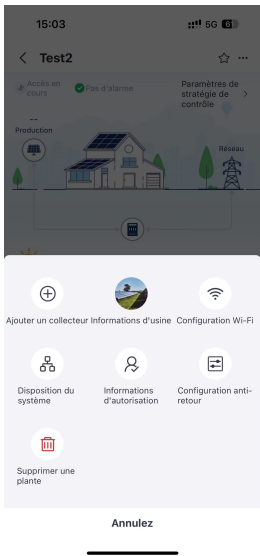 15:03
5G 6
Test2
Accès en
cours
Pas d'alarme
Paramètres de
stratégie de
contrôle
--
Production
Réseau
Ajouter un collecteur
Informations d'usine
Configuration Wi-Fi
Disposition du
système
Informations
d'autorisation
Configuration anti-
retour
Supprimer une
plante
Annulez